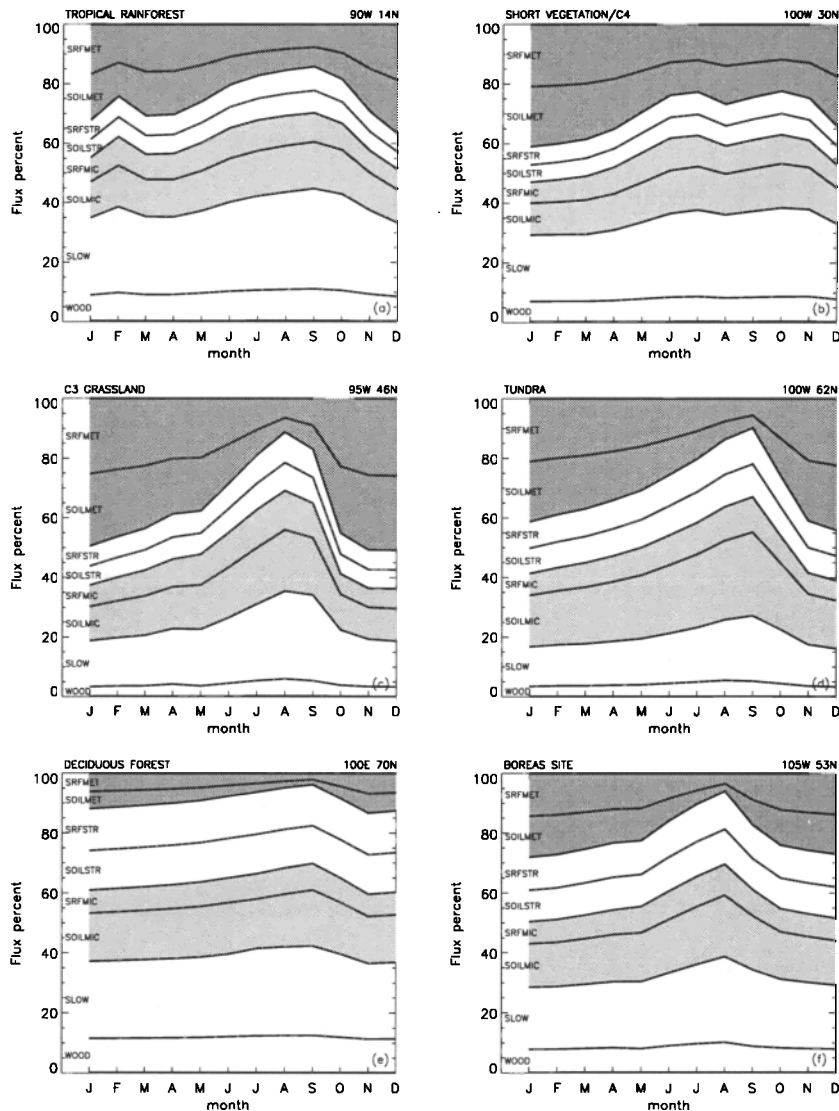 TROPICAL RAINFOREST 90W 14N
100
SRFMET
80
SOILMET
SRFSTR
60
SOILSTR
SRFMIC
40
SOILMIC
SLOW
20
WOOD
0
(a)
Flux percent
J F M A M J J A S O N D
month
SHORT VEGETATION/C4 100W 30N
100
SRFMET
80
SOILMET
60
SRFSTR
SOILSTR
SRFMIC
40
SOILMIC
SLOW
20
WOOD
0
(b)
Flux percent
J F M A M J J A S O N D
month
C3 GRASSLAND 95W 46N
100
SRFMET
80
SOILMET
60
SRFSTR
40
SOILSTR
SRFMIC
SOILMIC
20
SLOW
WOOD
0
(c)
Flux percent
J F M A M J J A S O N D
month
TUNDRA 100W 62N
100
SRFMET
80
SOILMET
60
SRFSTR
SOILSTR
40
SRFMIC
SOILMIC
20
SLOW
WOOD
0
(d)
Flux percent
J F M A M J J A S O N D
month
DECIDUOUS FOREST 100E 70N
100
SRFMET
SOILMET
80
SRFSTR
SOILSTR
60
SRFMIC
SOILMIC
40
SLOW
20
WOOD
0
(e)
Flux percent
J F M A M J J A S O N D
month
BOREAS SITE 105W 53N
100
SRFMET
80
SOILMET
SRFSTR
60
SOILSTR
SRFMIC
40
SOILMIC
20
SLOW
WOOD
0
(f)
Flux percent
J F M A M J J A S O N D
month